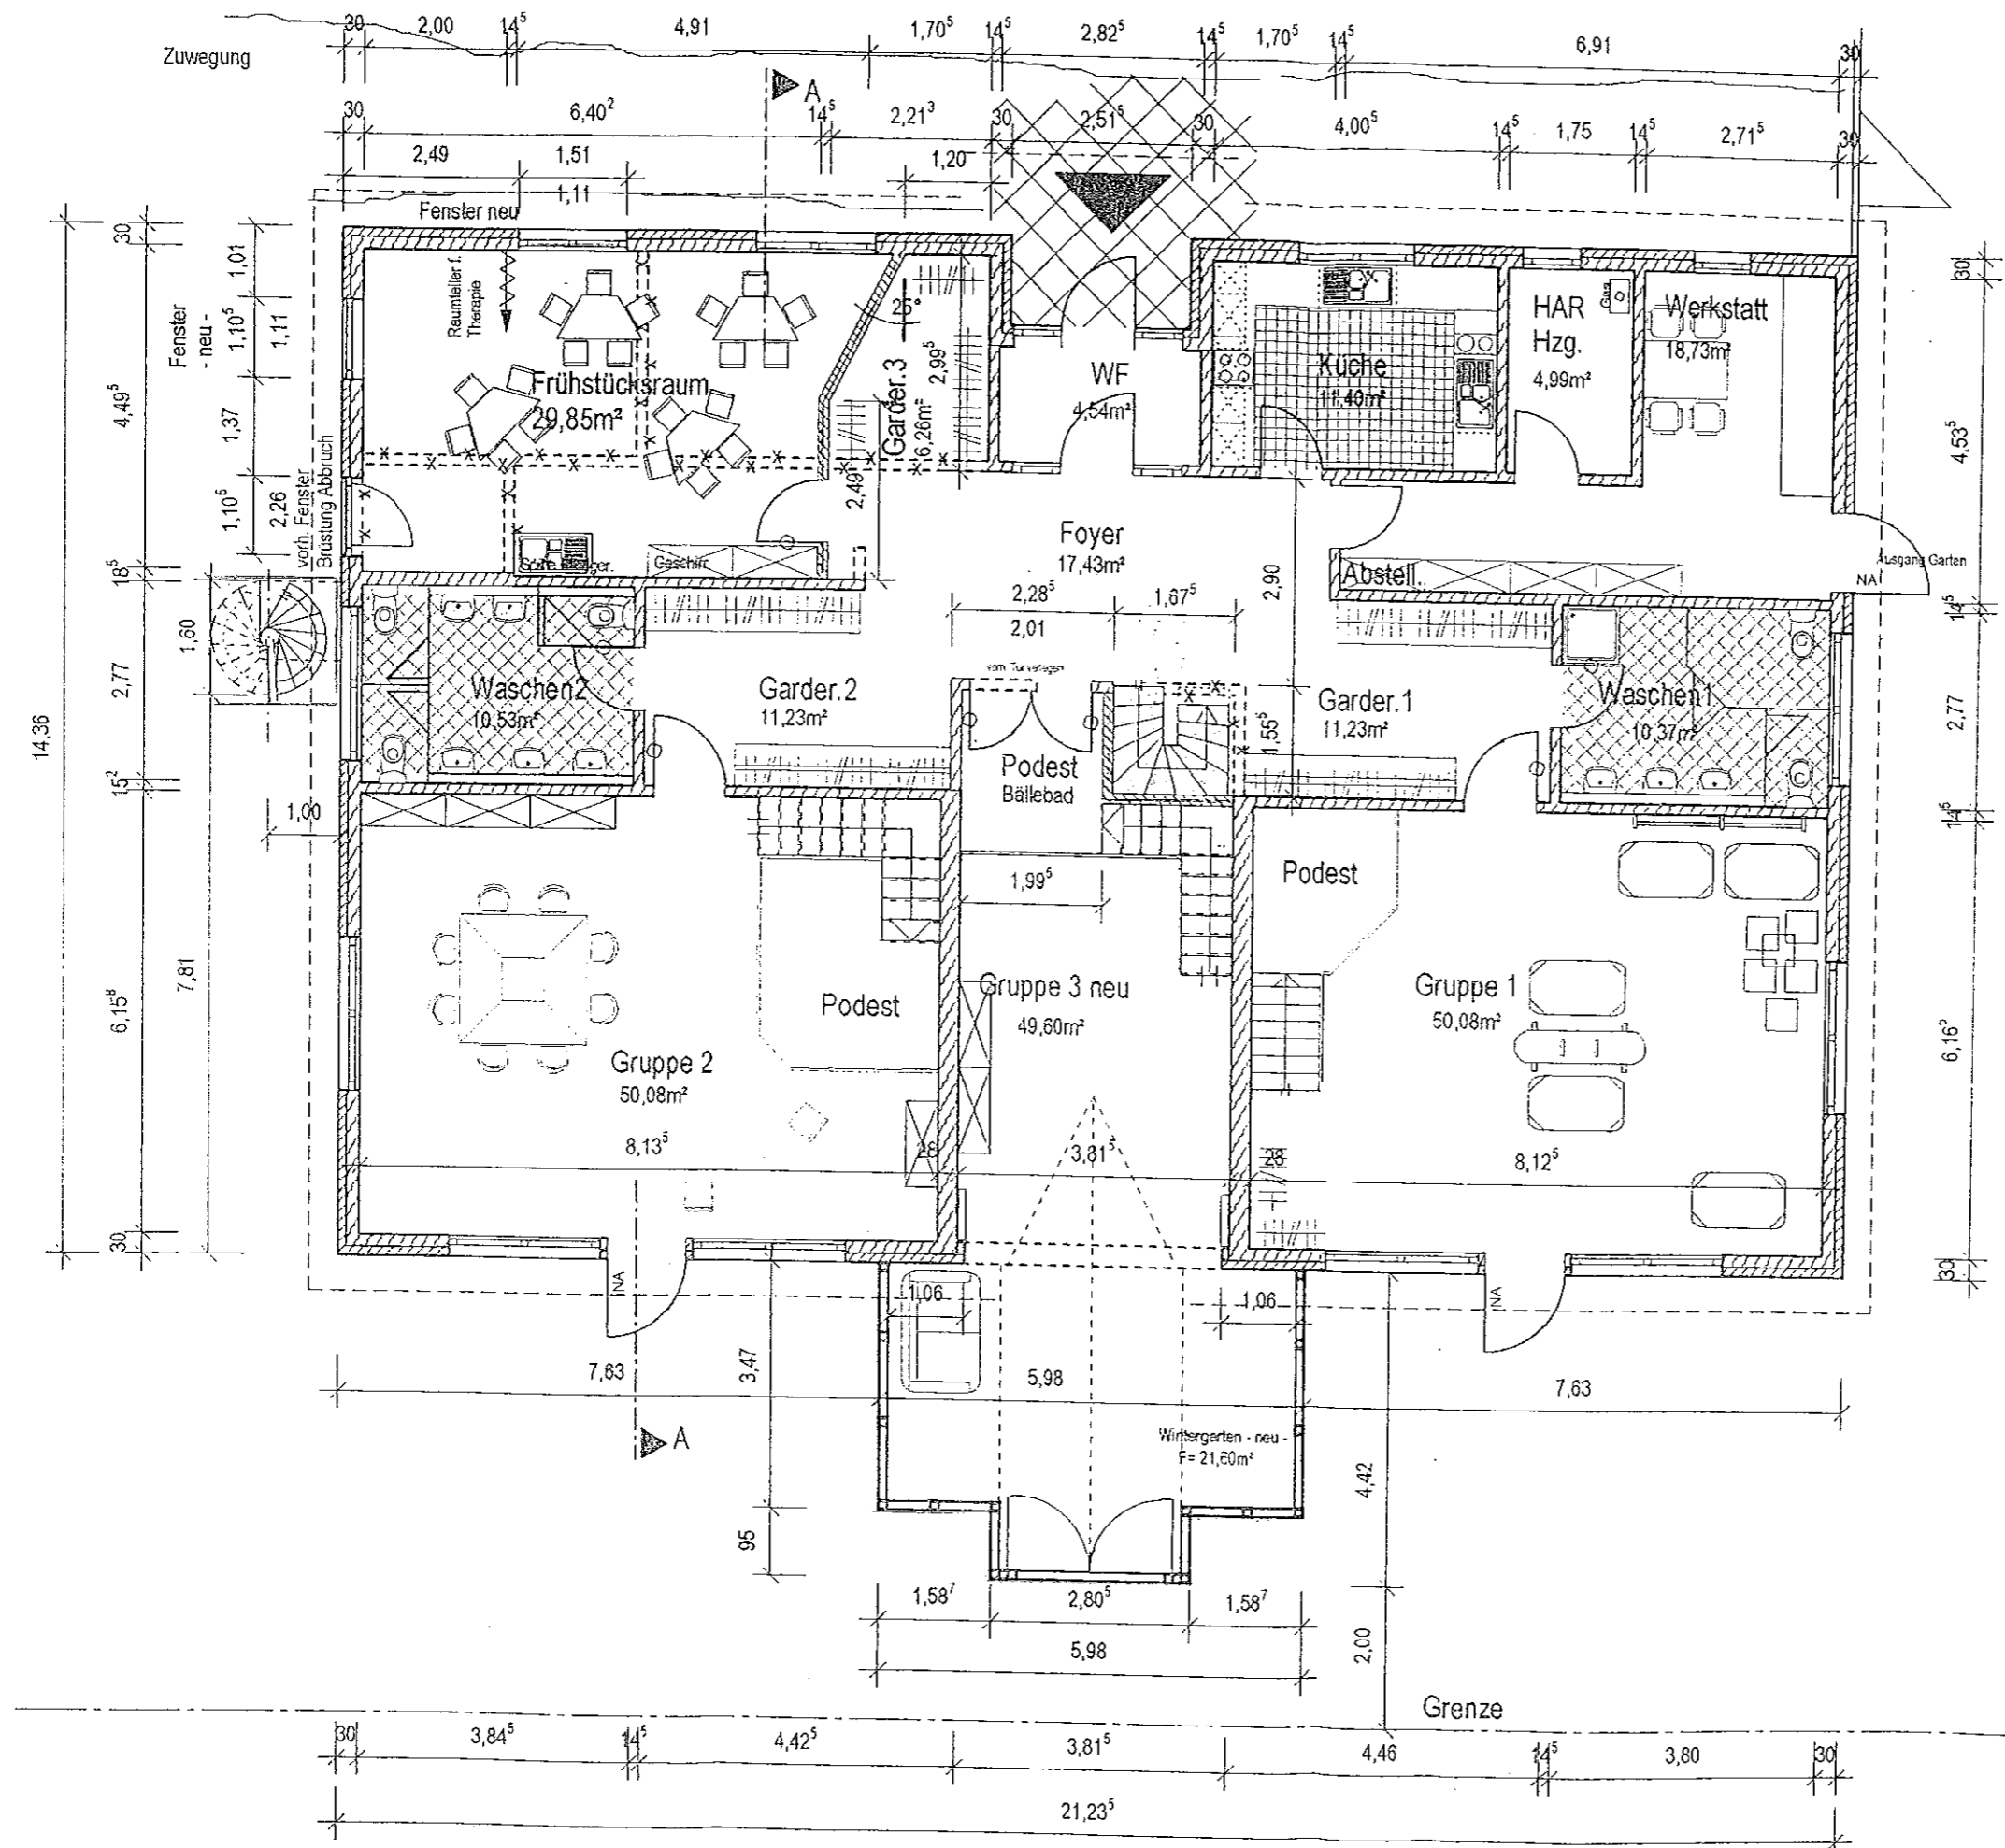 30 2,00 14⁵ 4,91 1,70⁵ 14⁵ 2,82⁵ 14⁵ 1,70⁵ 14⁵ 6,91 30
Zuwegung
A
30 6,40² 14⁵ 2,21³ 30 2,51⁵ 30 4,00⁵ 14⁵ 1,75 14⁵ 2,71⁵ 30
2,49 1,51 1,20
1,11
Fenster neu
30
1,01
1,10⁵ 1,11
Fenster
- neu -
1,37
4,49⁵
1,10⁵ 2,26
vorh. Fenster
Brüstung Abbruch
18⁵
1,60
2,77
14,36
15²
1,00
7,81
6,15⁸
30
Raumteiler f.
Therapie
Frühstücksraum
29,85m²
25°
Garder.3
6,26m²
2,99⁵
2,49
Geschirr.
WF
4,54m²
Küche
11,40m²
HAR
Hzg.
4,99m²
Gas
Werkstatt
18,73m²
30
4,53⁵
14⁵
2,77
14⁵
6,16⁵
30
Foyer
17,43m²
Abstell.
Ausgang Garten
NA
2,28⁵ 1,67⁵
2,01
2,90
1,55⁵
Waschen2
10,53m²
Garder.2
11,23m²
Podest
Bällebad
Garder.1
11,23m²
Waschen1
10,37m²
1,99⁵
Podest
Podest
Gruppe 3 neu
49,60m²
Gruppe 1
50,08m²
Gruppe 2
50,08m²
8,13⁵ 28 3,81⁵ 28 8,12⁵
NA
NA
1,06 1,06
7,63 3,47 5,98 7,63
A
Wintergarten - neu -
F= 21,60m²
4,42
95
1,58⁷ 2,80⁵ 1,58⁷
5,98
2,00
Grenze
30 3,84⁵ 14⁵ 4,42⁵ 3,81⁵ 4,46 14⁵ 3,80 30
21,23⁵